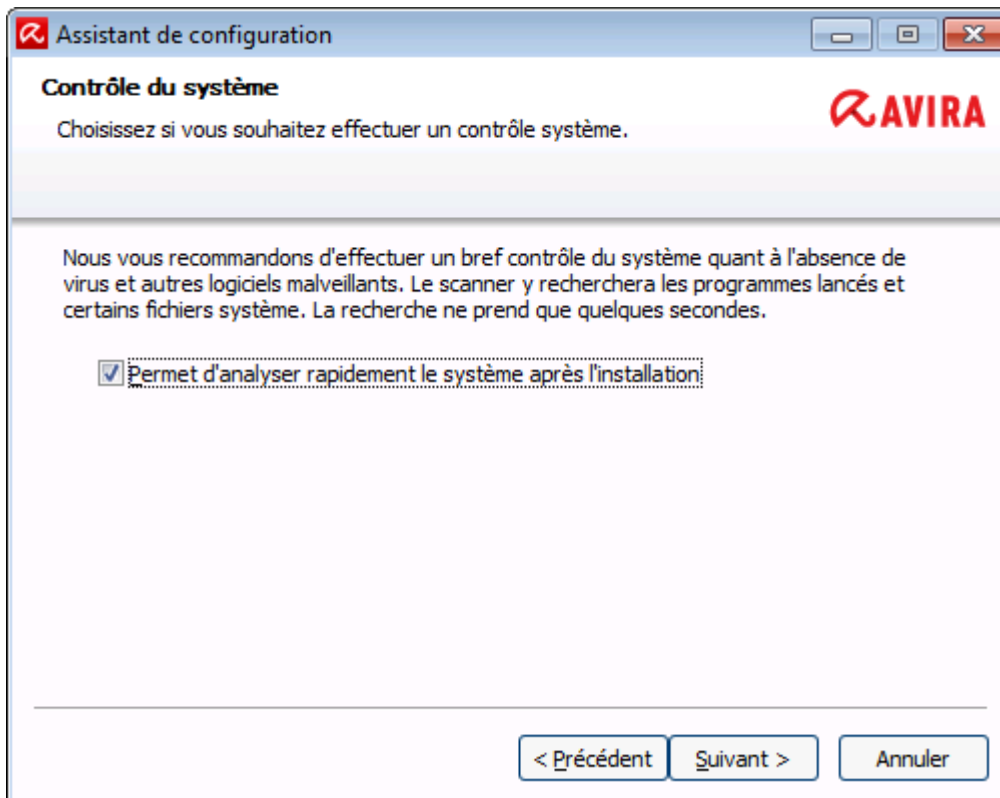 Assistant de configuration
Contrôle du système
Choisissez si vous souhaitez effectuer un contrôle système.
AVIRA
Nous vous recommandons d'effectuer un bref contrôle du système quant à l'absence de
virus et autres logiciels malveillants. Le scanner y recherchera les programmes lancés et
certains fichiers système. La recherche ne prend que quelques secondes.
Permet d'analyser rapidement le système après l'installation
< Précédent
Suivant >
Annuler